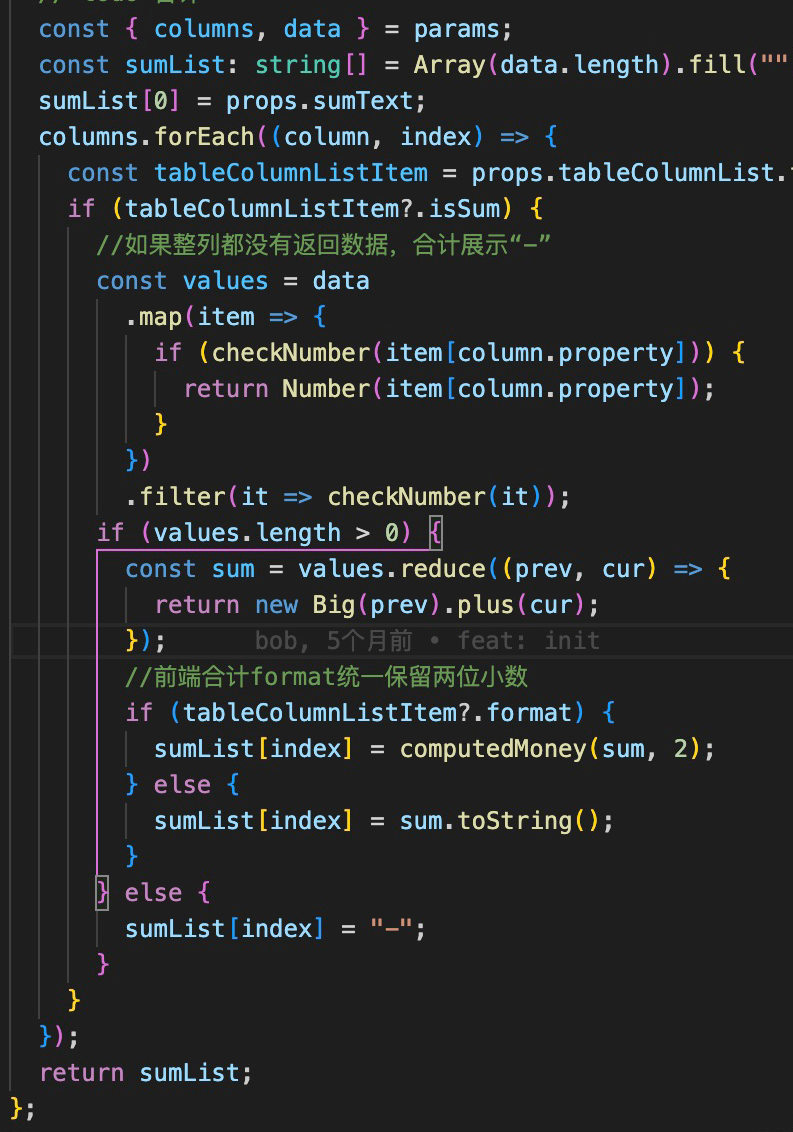 const { columns, data } = params;
const sumList: string[] = Array(data.length).fill(""
sumList[0] = props.sumText;
columns.forEach((column, index) => {
const tableColumnListItem = props.tableColumnList.
if (tableColumnListItem?.isSum) {
//如果整列都没有返回数据，合计展示“-”
const values = data
.map(item => {
if (checkNumber(item[column.property])) {
return Number(item[column.property]);
}
})
.filter(it => checkNumber(it));
if (values.length > 0) {
const sum = values.reduce((prev, cur) => {
return new Big(prev).plus(cur);
}); bob, 5个月前 • feat: init
//前端合计format统一保留两位小数
if (tableColumnListItem?.format) {
sumList[index] = computedMoney(sum, 2);
} else {
sumList[index] = sum.toString();
}
} else {
sumList[index] = "-";
}
}
});
return sumList;
};